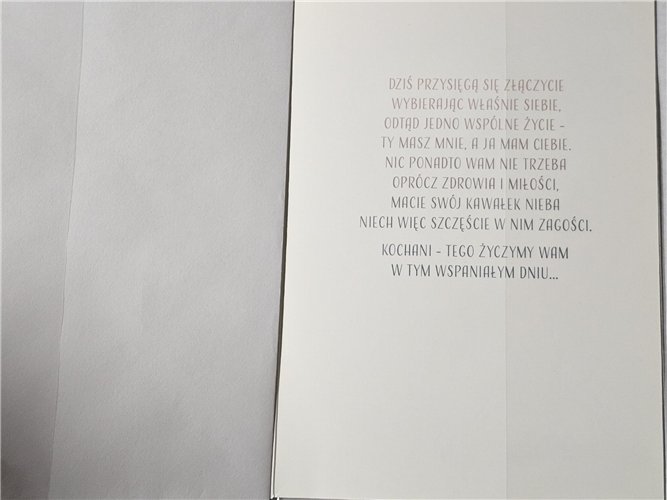 DZIŚ PRZYSIĘGĄ SIĘ ZŁĄCZYCIE
WYBIERAJĄC WŁAŚNIE SIEBIE,
ODTĄD JEDNO WSPÓLNE ŻYCIE –
TY MASZ MNIE, A JA MAM CIEBIE.
NIC PONADTO WAM NIE TRZEBA
OPRÓCZ ZDROWIA I MIŁOŚCI,
MACIE SWÓJ KAWAŁEK NIEBA
NIECH WIĘC SZCZĘŚCIE W NIM ZAGOŚCI.
KOCHANI – TEGO ŻYCZYMY WAM
W TYM WSPANIAŁYM DNIU...